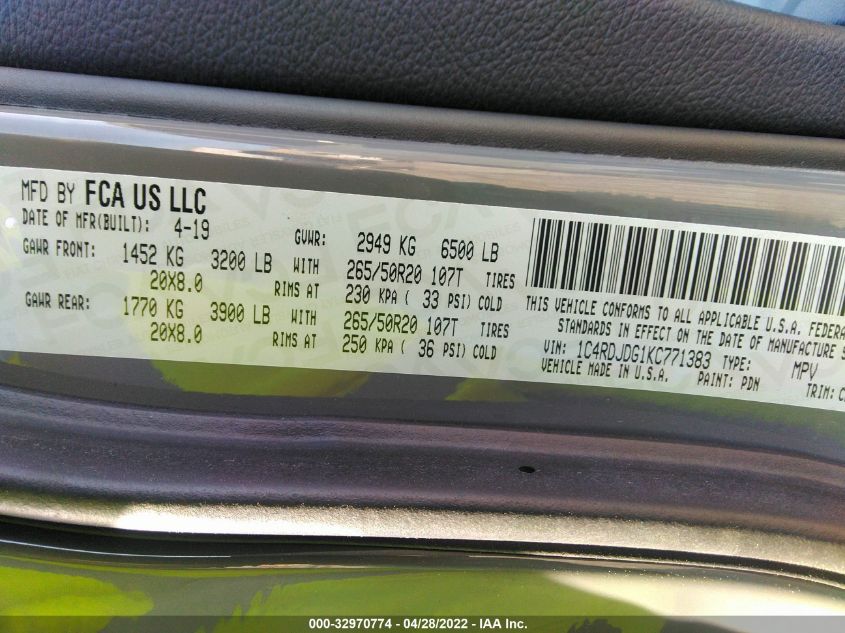 MFD BY FCA US LLC
DATE OF MFR(BUILT): 4-19
GVWR: 2949 KG 6500 LB
GAWR FRONT: 1452 KG 3200 LB WITH 265/50R20 107T TIRES
20X8.0 RIMS AT 230 KPA ( 33 PSI) COLD
GAWR REAR: 1770 KG 3900 LB WITH 265/50R20 107T TIRES
20X8.0 RIMS AT 250 KPA ( 36 PSI) COLD
THIS VEHICLE CONFORMS TO ALL APPLICABLE U.S.A. FEDERA
STANDARDS IN EFFECT ON THE DATE OF MANUFACTURE S
VIN: 1C4RDJDG1KC771383 TYPE: MPV
VEHICLE MADE IN U.S.A. PAINT: PDN TRIM: C
000-32970774 - 04/28/2022 - IAA Inc.